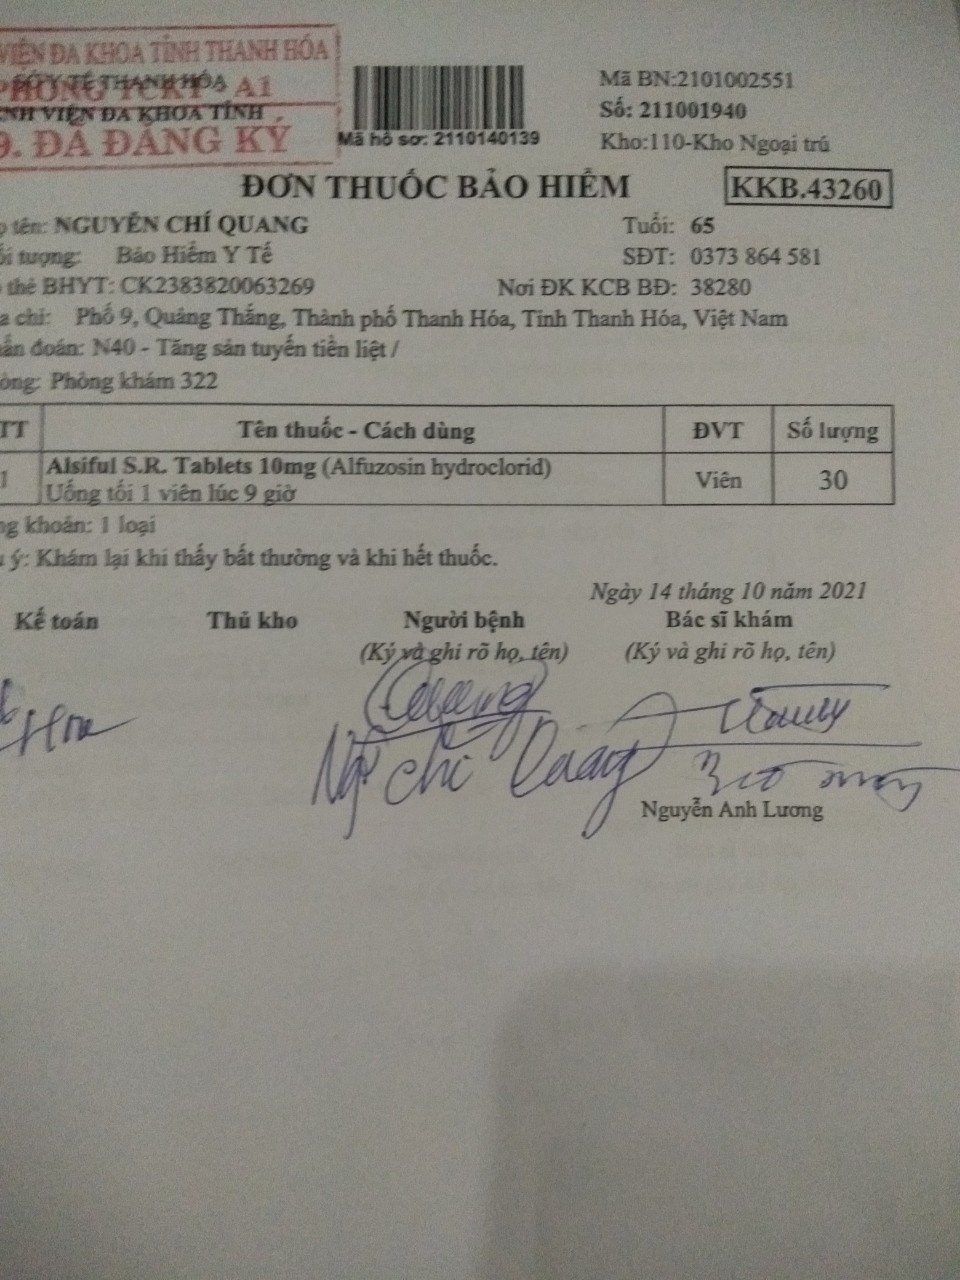 VIỆN ĐA KHOA TỈNH THANH HÓA
SỞ Y TẾ THANH HÓA
PHÒNG TCKT A1
VIỆN ĐA KHOA TỈNH
9. ĐÃ ĐĂNG KÝ
Mã hồ sơ: 2110140139
Mã BN:2101002551
Số: 211001940
Kho:110-Kho Ngoại trú
ĐƠN THUỐC BẢO HIỂM
KKB.43260
tên: NGUYỄN CHÍ QUANG Tuổi: 65
tượng: Bảo Hiểm Y Tế SĐT: 0373 864 581
thẻ BHYT: CK2383820063269 Nơi ĐK KCB BĐ: 38280
chỉ: Phố 9, Quảng Thắng, Thành phố Thanh Hóa, Tỉnh Thanh Hóa, Việt Nam
đoán: N40 - Tăng sản tuyến tiền liệt /
Phòng khám 322
TT Tên thuốc - Cách dùng ĐVT Số lượng
1 Alsiful S.R. Tablets 10mg (Alfuzosin hydroclorid) Viên 30
Uống tối 1 viên lúc 9 giờ
khoản: 1 loại
ý: Khám lại khi thấy bất thường và khi hết thuốc.
Ngày 14 tháng 10 năm 2021
Kế toán Thủ kho Người bệnh Bác sĩ khám
(Ký và ghi rõ họ, tên) (Ký và ghi rõ họ, tên)
Hoa
Quang
Ng chí Quang
Nguyễn Anh Lương